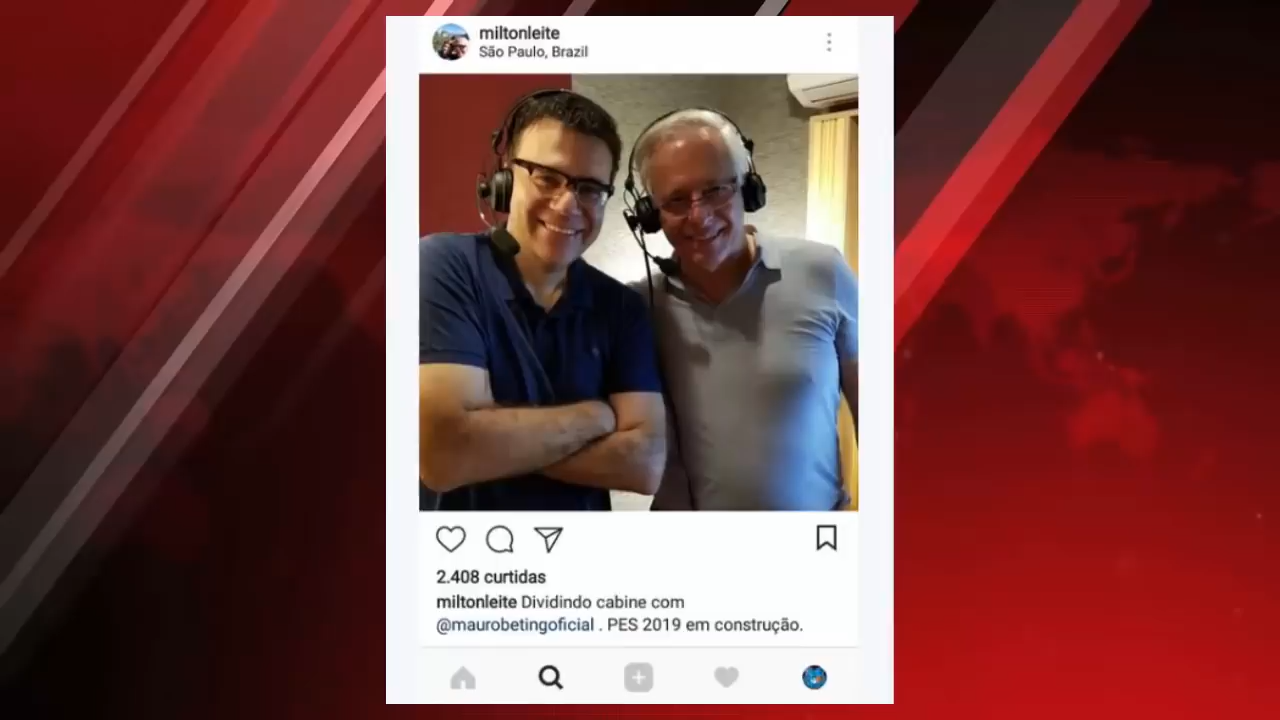 miltonleite
São Paulo, Brazil
2.408 curtidas
miltonleite Dividindo cabine com
@maurobetingoficial . PES 2019 em construção.